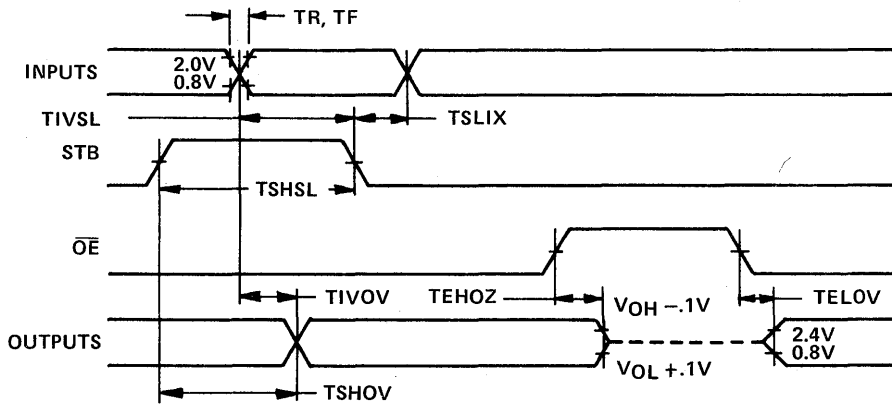 TR, TF
INPUTS
2.0V
0.8V
TIVSL
TSLIX
STB
TSHSL
OE
TIVOV
TEHOZ
VOH -.1V
TELOV
OUTPUTS
2.4V
0.8V
VOL +.1V
TSHOV